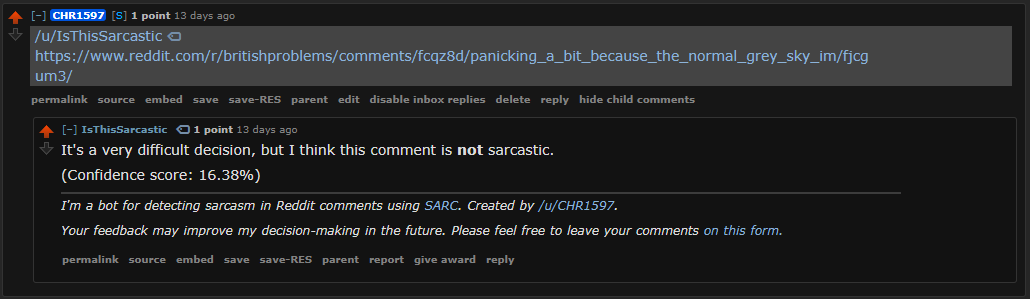 [–] CHR1597 [S] 1 point 13 days ago
/u/IsThisSarcastic
https://www.reddit.com/r/britishproblems/comments/fcqz8d/panicking_a_bit_because_the_normal_grey_sky_im/fjcg
um3/
permalink source embed save save-RES parent edit disable inbox replies delete reply hide child comments
[–] IsThisSarcastic 1 point 13 days ago
It's a very difficult decision, but I think this comment is not sarcastic.
(Confidence score: 16.38%)
I'm a bot for detecting sarcasm in Reddit comments using SARC. Created by /u/CHR1597.
Your feedback may improve my decision-making in the future. Please feel free to leave your comments on this form.
permalink source embed save save-RES parent report give award reply